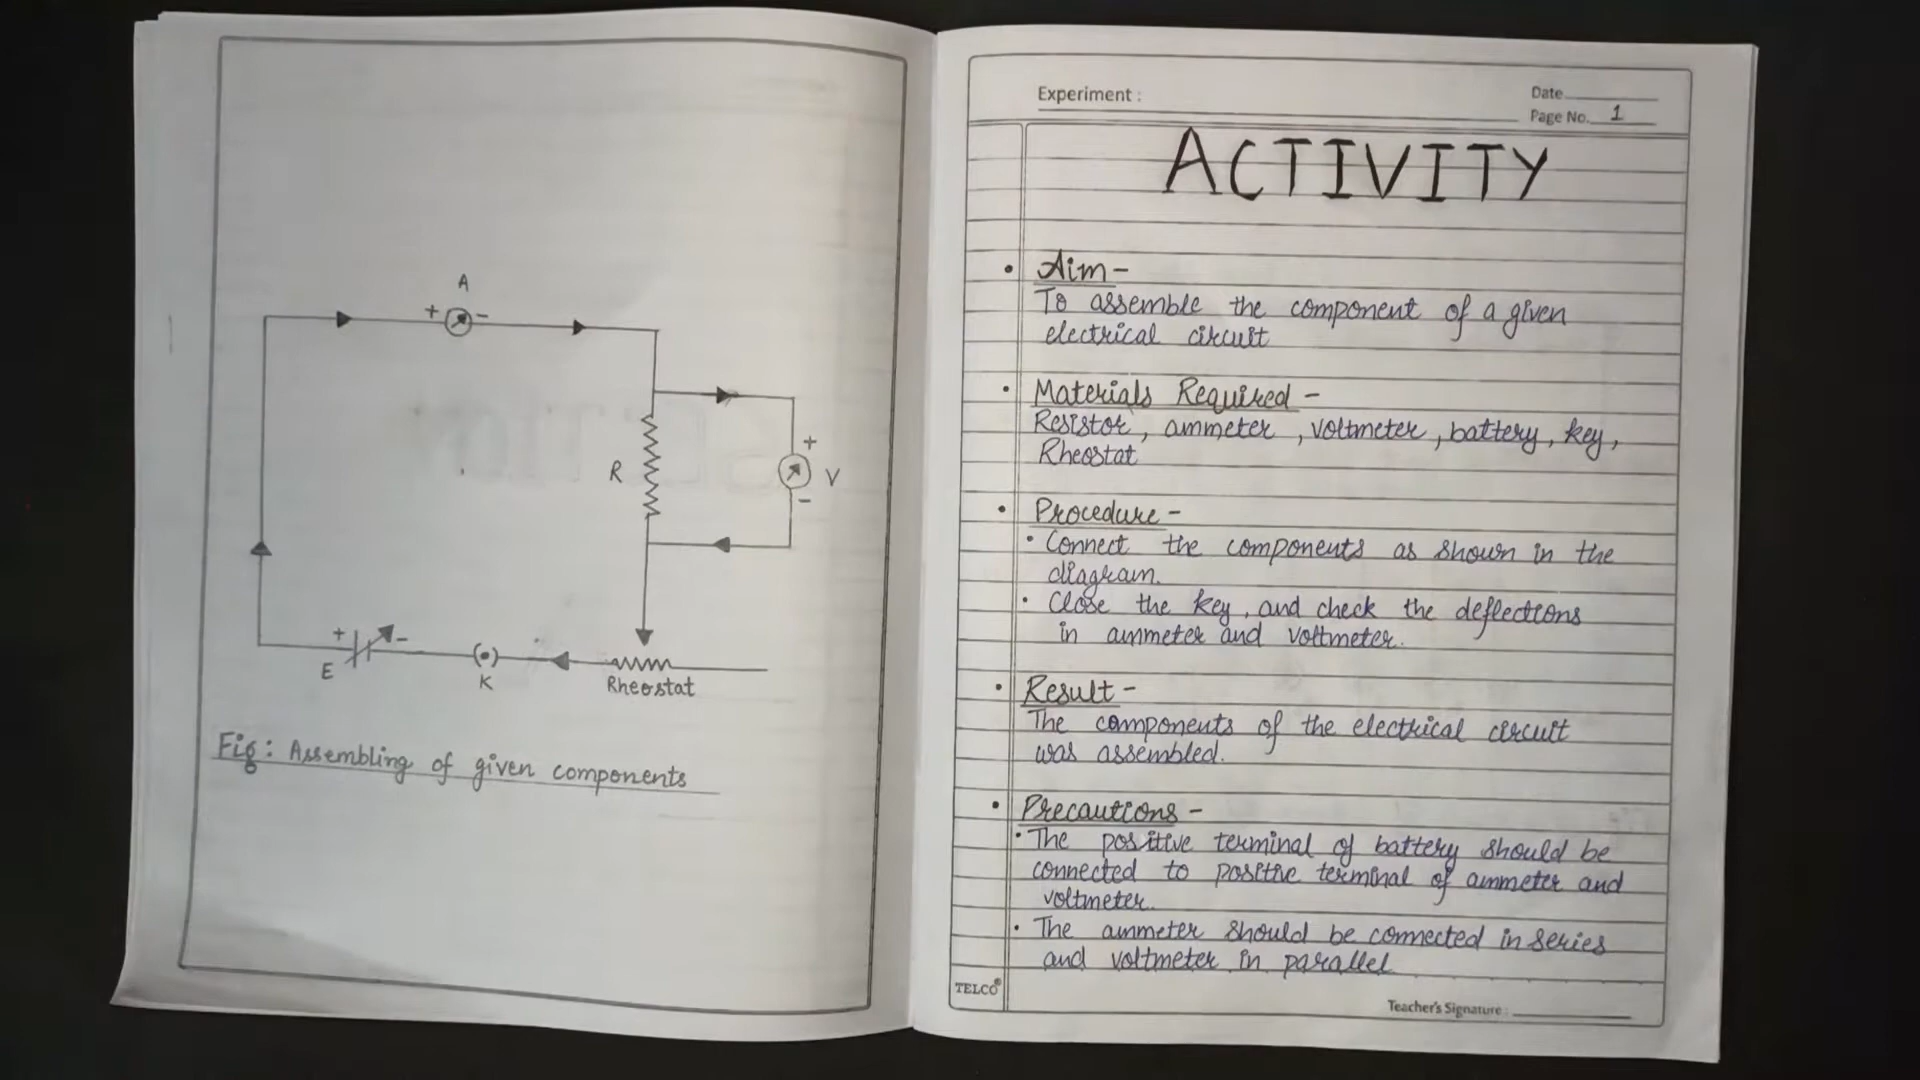 A
+ -
R
+
V
-
+ -
E
K
Rheostat
Fig: Assembling of given components
Experiment :
Date
Page No. 1
ACTIVITY
• Aim -
To assemble the component of a given
electrical circuit
• Materials Required -
Resistor, ammeter, voltmeter, battery, key,
Rheostat
• Procedure -
• Connect the components as shown in the
diagram.
• Close the key, and check the deflections
in ammeter and voltmeter.
• Result -
The components of the electrical circuit
was assembled.
• Precautions -
• The positive terminal of battery should be
connected to positive terminal of ammeter and
voltmeter.
• The ammeter should be connected in series
and voltmeter in parallel
TELCO®
Teacher's Signature :